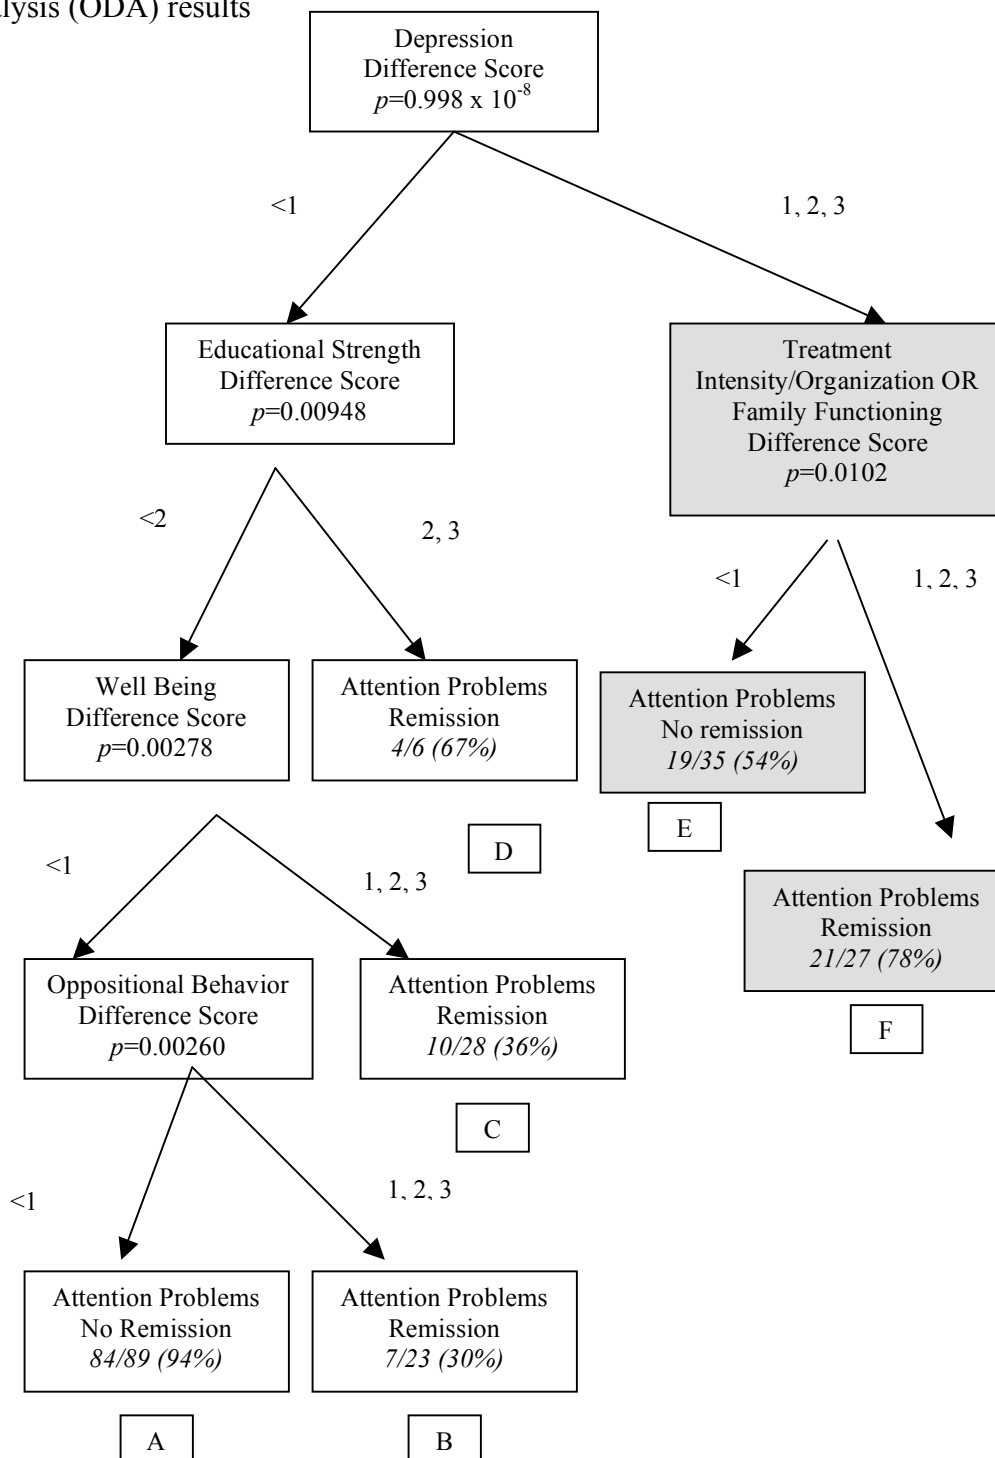 alysis (ODA) results
Depression
Difference Score
p=0.998 x 10-8
<1
1, 2, 3
Educational Strength
Difference Score
p=0.00948
Treatment
Intensity/Organization OR
Family Functioning
Difference Score
p=0.0102
<2
2, 3
<1
1, 2, 3
Well Being
Difference Score
p=0.00278
Attention Problems
Remission
4/6 (67%)
Attention Problems
No remission
19/35 (54%)
D
E
<1
1, 2, 3
Attention Problems
Remission
21/27 (78%)
Oppositional Behavior
Difference Score
p=0.00260
Attention Problems
Remission
10/28 (36%)
F
C
<1
1, 2, 3
Attention Problems
No Remission
84/89 (94%)
Attention Problems
Remission
7/23 (30%)
A
B